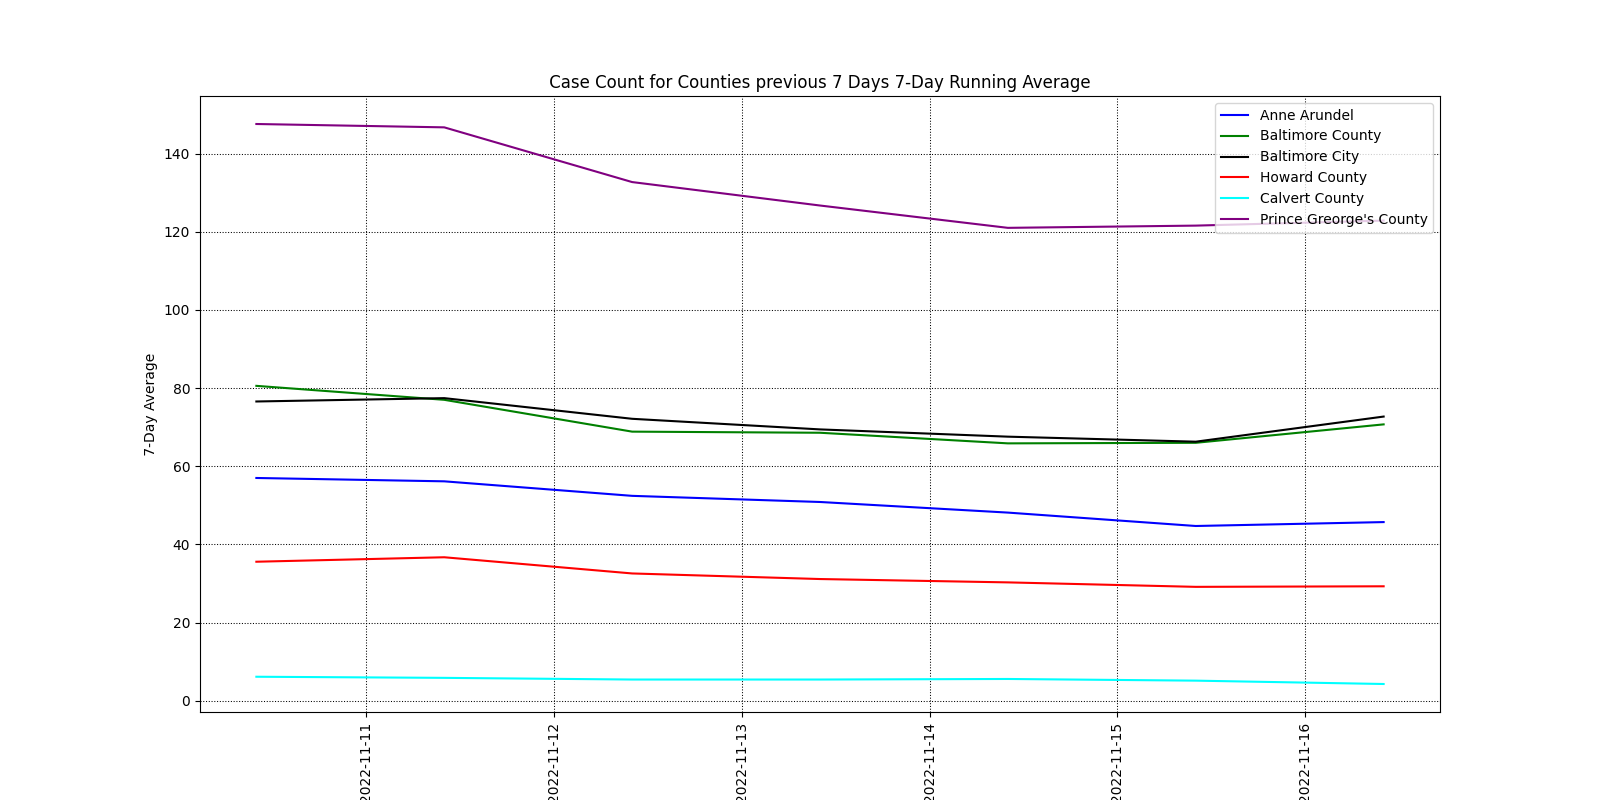 Case Count for Counties previous 7 Days 7-Day Running Average
Anne Arundel
Baltimore County
Baltimore City
Howard County
Calvert County
Prince Greorge's County
7-Day Average
140
120
100
80
60
40
20
0
2022-11-11
2022-11-12
2022-11-13
2022-11-14
2022-11-15
2022-11-16